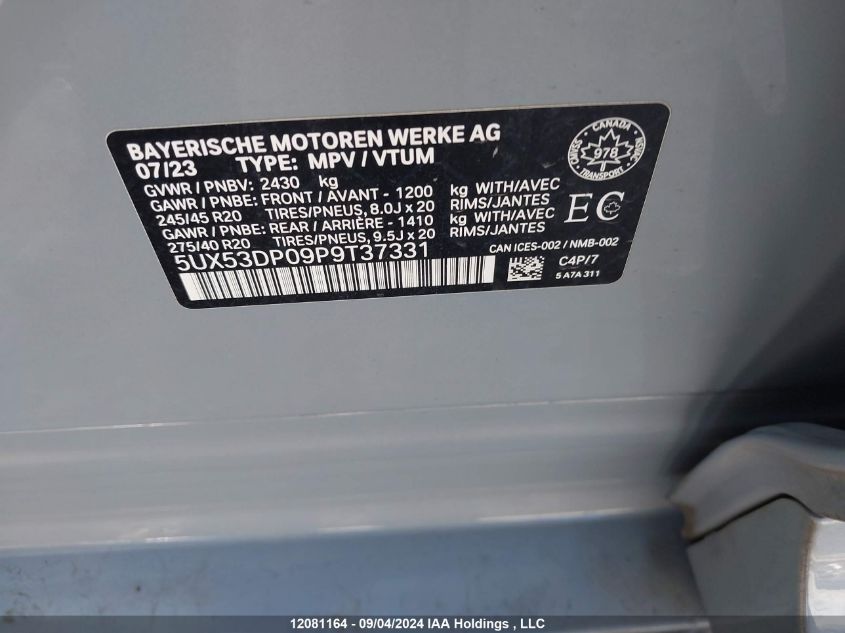 BAYERISCHE MOTOREN WERKE AG
07/23 TYPE: MPV / VTUM
GVWR / PNBV: 2430 kg
GAWR / PNBE: FRONT / AVANT - 1200 kg WITH/AVEC
245/45 R20 TIRES/PNEUS, 8.0J x 20 RIMS/JANTES
GAWR / PNBE: REAR / ARRIÈRE - 1410 kg WITH/AVEC
275/40 R20 TIRES/PNEUS, 9.5J x 20 RIMS/JANTES
5UX53DP09P9T37331
CANADA
978
TRANSPORT
EC
CAN ICES-002 / NMB-002
C4P/7
5 A7A 311
12081164 - 09/04/2024 IAA Holdings , LLC